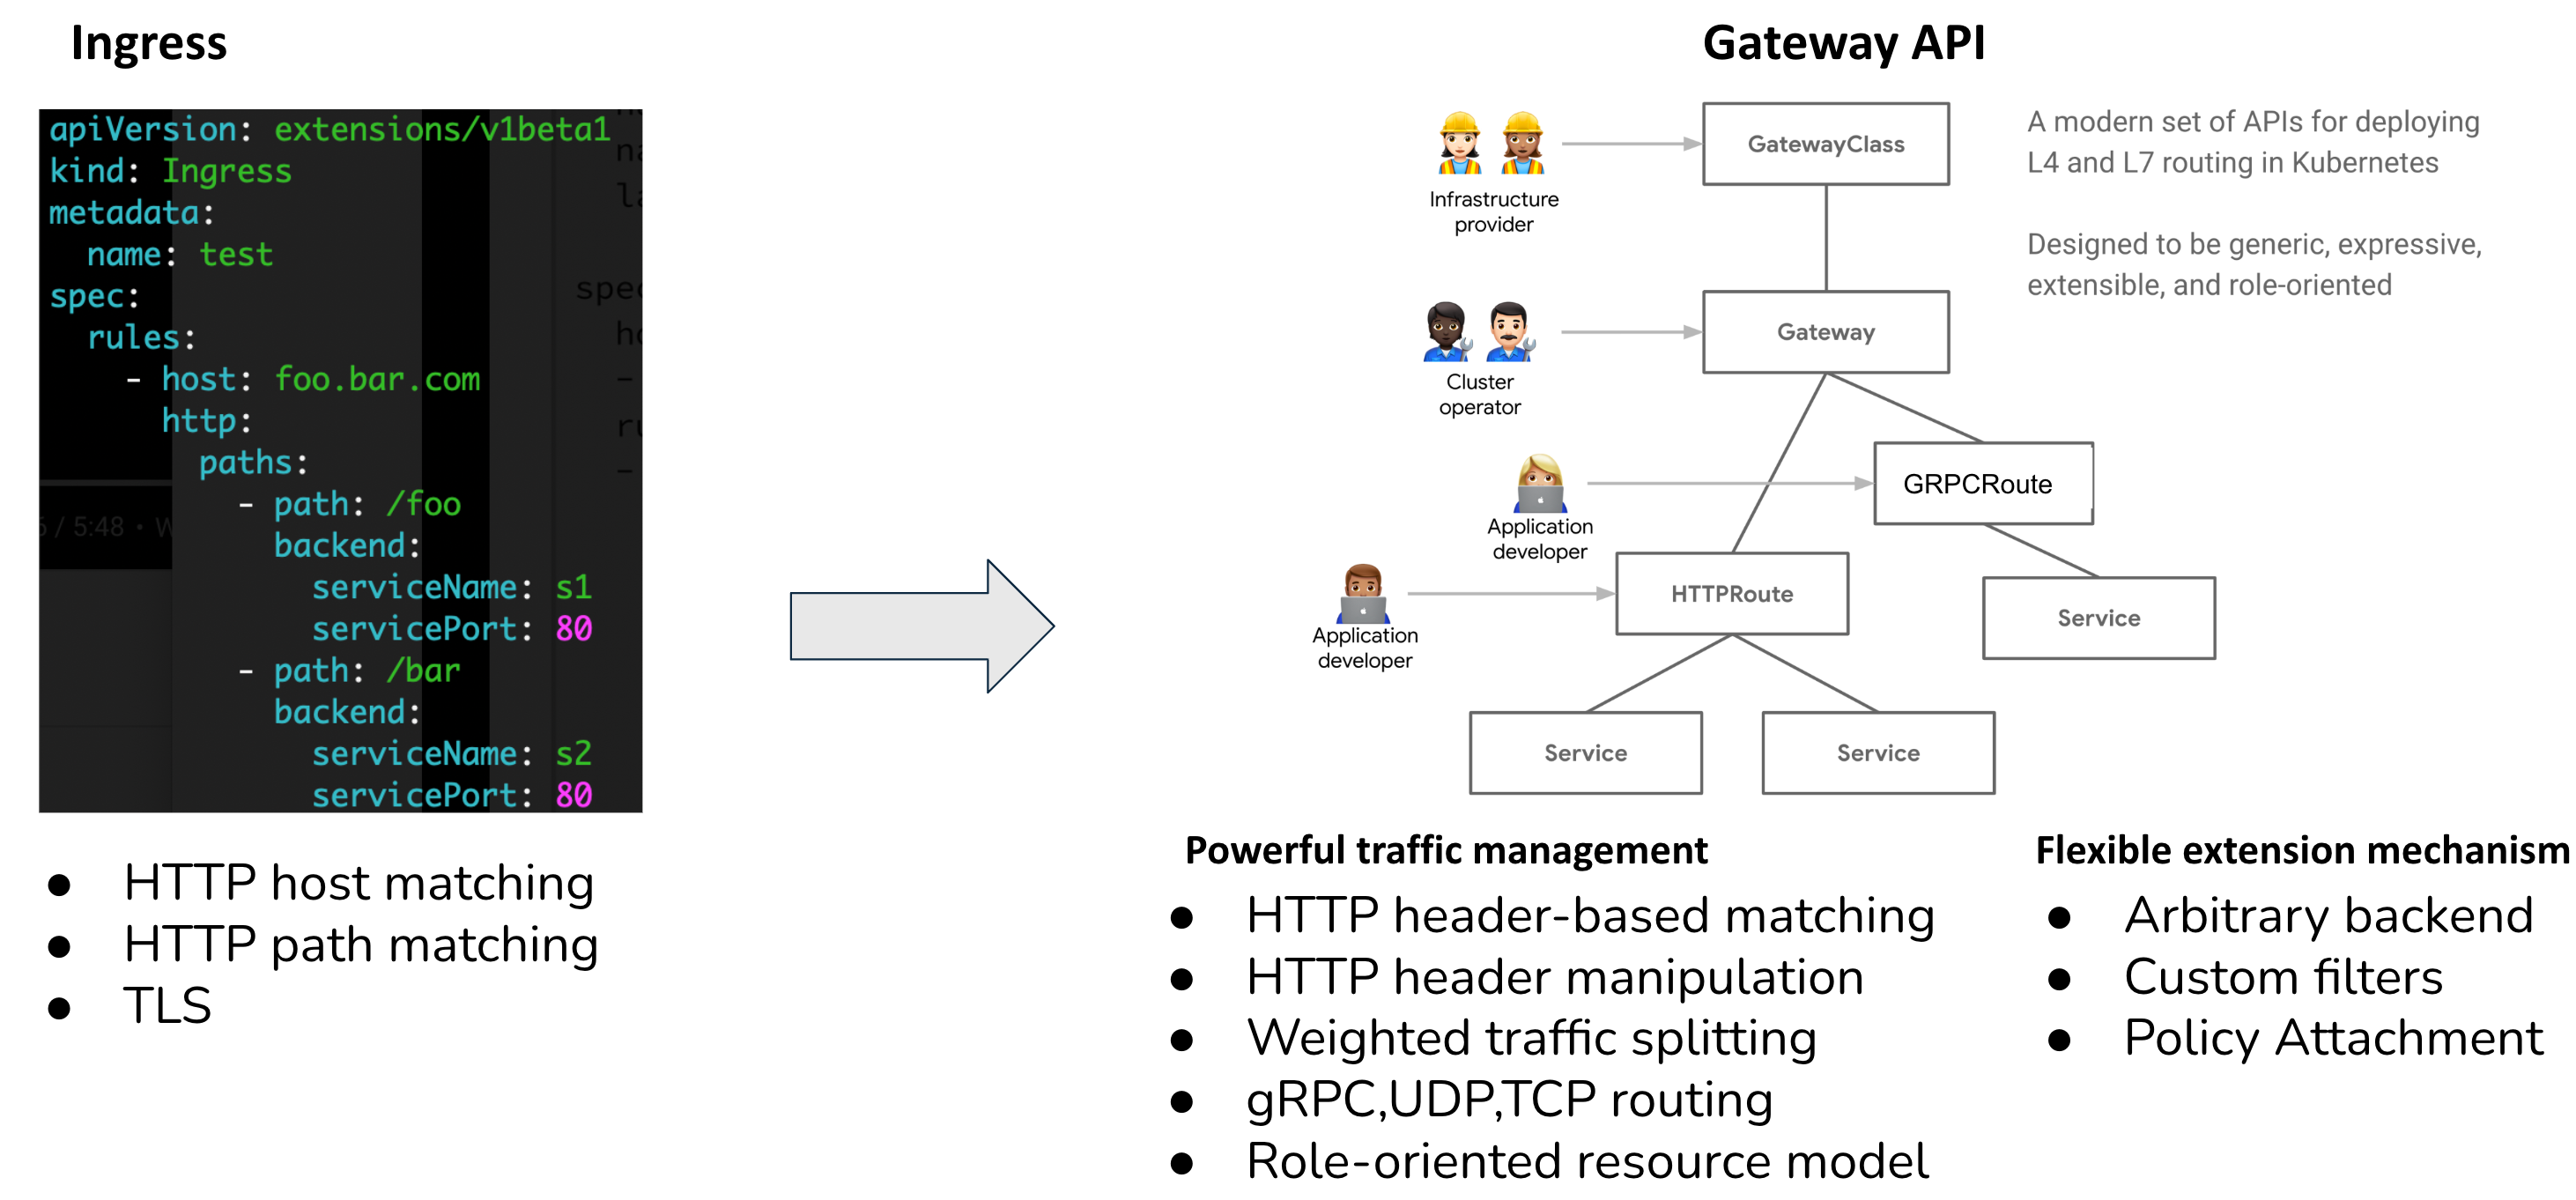 Ingress
apiVersion: extensions/v1beta1
kind: Ingress
metadata:
name: test
spec:
rules:
- host: foo.bar.com
http:
paths:
- path: /foo
backend:
serviceName: s1
servicePort: 80
- path: /bar
backend:
serviceName: s2
servicePort: 80
● HTTP host matching
● HTTP path matching
● TLS
Gateway API
Infrastructure
provider
GatewayClass
A modern set of APIs for deploying
L4 and L7 routing in Kubernetes
Designed to be generic, expressive,
extensible, and role-oriented
Cluster
operator
Gateway
Application
developer
GRPCRoute
Application
developer
HTTPRoute
Service
Service
Service
Powerful traffic management
● HTTP header-based matching
● HTTP header manipulation
● Weighted traffic splitting
● gRPC,UDP,TCP routing
● Role-oriented resource model
Flexible extension mechanism
● Arbitrary backend
● Custom filters
● Policy Attachment